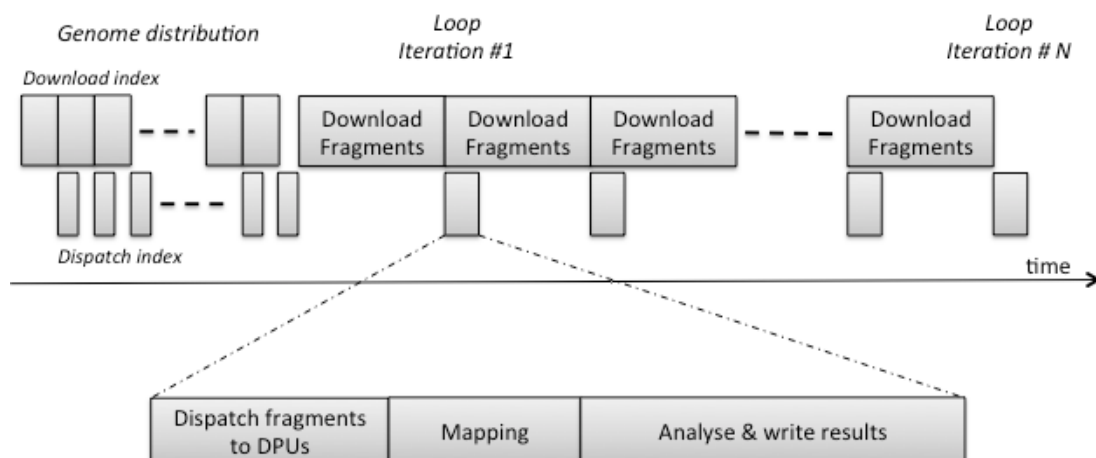 Genome distribution
Loop
Iteration #1
Loop
Iteration # N
Download index
Download
Fragments
Download
Fragments
Download
Fragments
Download
Fragments
Dispatch index
time
Dispatch fragments
to DPUs
Mapping
Analyse & write results